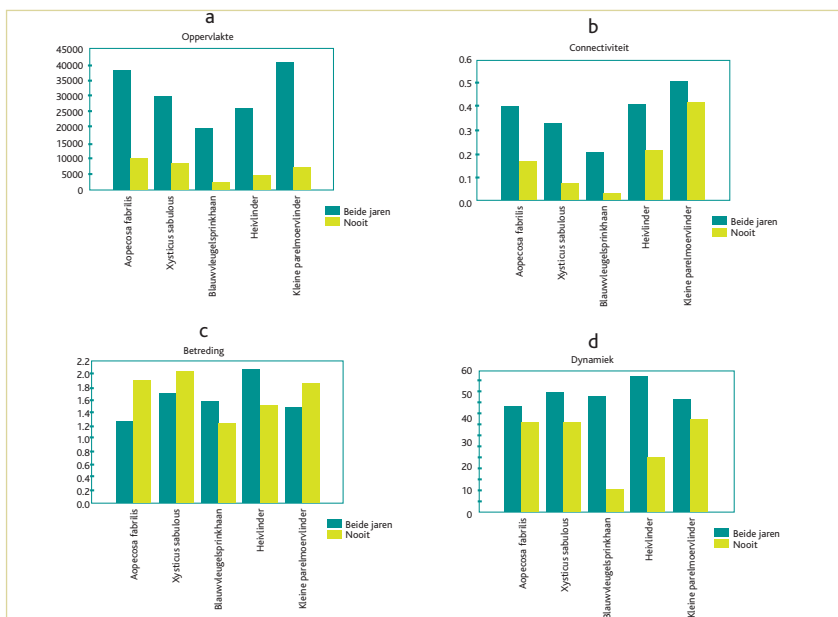 a
Oppervlakte
45000
40000
35000
30000
25000
20000
15000
10000
5000
0
Aopecosa fabrilis
Xysticus sabulous
Blauwvleugelsprinkhaan
Heivlinder
Kleine parelmoervlinder
Beide jaren
Nooit
b
Connectiviteit
0.6
0.5
0.4
0.3
0.2
0.1
0.0
Aopecosa fabrilis
Xysticus sabulous
Blauwvleugelsprinkhaan
Heivlinder
Kleine parelmoervlinder
Beide jaren
Nooit
c
Betreding
2.2
2.0
1.8
1.6
1.4
1.2
1.0
0.8
0.6
0.4
0.2
0.0
Aopecosa fabrilis
Xysticus sabulous
Blauwvleugelsprinkhaan
Heivlinder
Kleine parelmoervlinder
Beide jaren
Nooit
d
Dynamiek
60
50
40
30
20
10
0
Aopecosa fabrilis
Xysticus sabulous
Blauwvleugelsprinkhaan
Heivlinder
Kleine parelmoervlinder
Beide jaren
Nooit